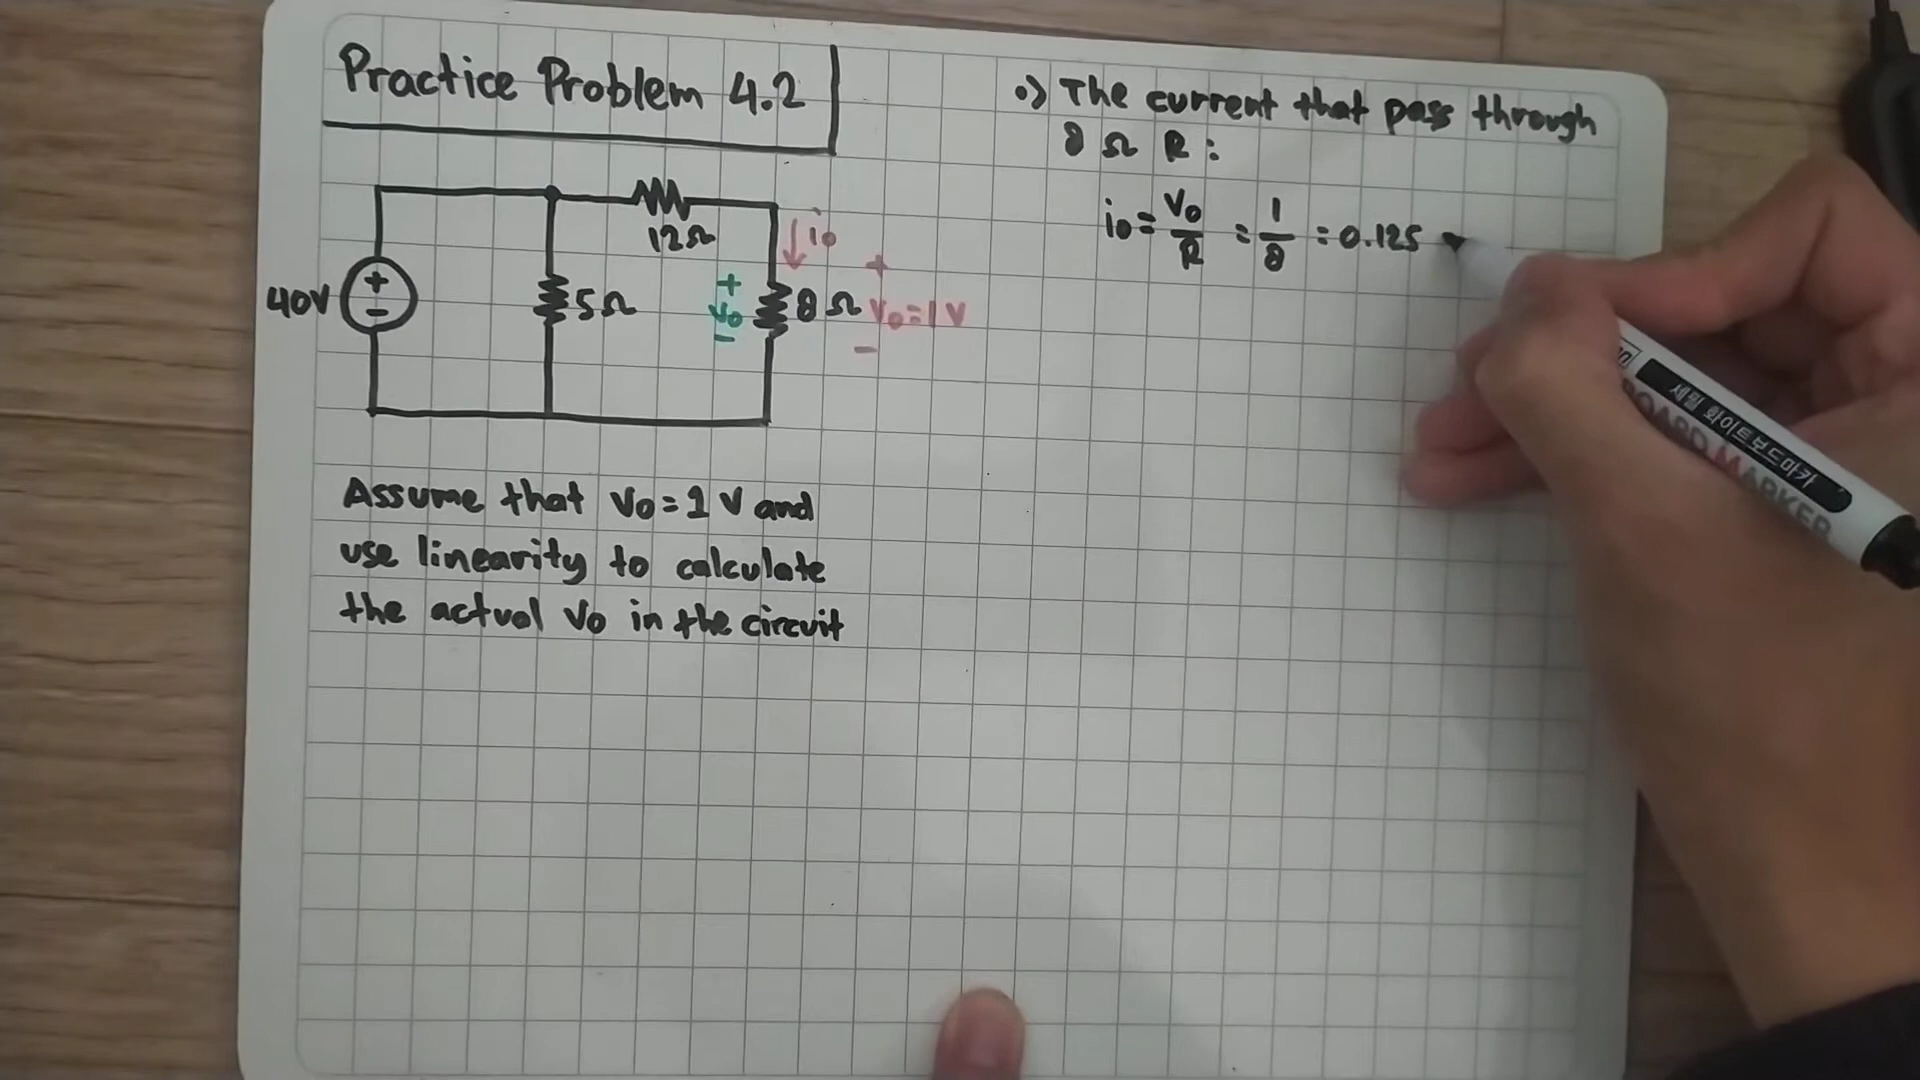 Practice Problem 4.2
40V
+
-
5Ω
12Ω
io
+
Vo
-
8Ω
+
Vo=1V
-
Assume that Vo=1 V and
use linearity to calculate
the actual Vo in the circuit
•) The current that pass through
8 Ω R:
io = Vo/R = 1/8 = 0.125
세필 화이트보드마카
BOARD MARKER